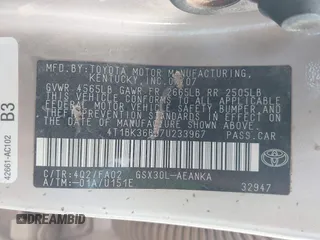 MFD. BY: TOYOTA MOTOR MANUFACTURING,
KENTUCKY, INC. 09/07
GVWR 4565LB GAWR FR 2665LB RR 2505LB
THIS VEHICLE CONFORMS TO ALL APPLICABLE
FEDERAL MOTOR VEHICLE SAFETY, BUMPER,
AND THEFT PREVENTION STANDARDS IN
EFFECT ON THE DATE OF MANUFACTURE
SHOWN ABOVE.
PASS. CAR
C/TR: 4Q2/FA02 GSX30L-AEANKA
A/TM: -01A/U151E
32947
42661-AC102
B3